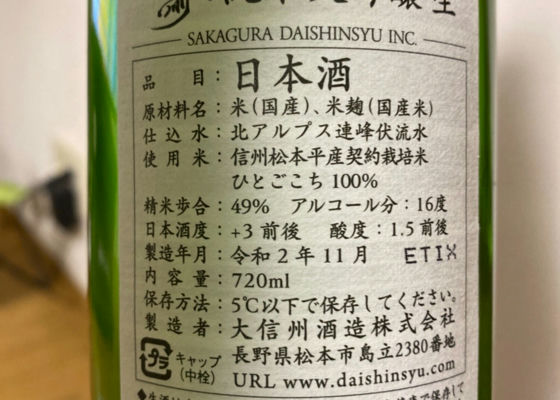 SAKAGURA DAISHINSYU INC.
品目：日本酒
原材料名：米(国産)、米麹(国産米)
仕込水：北アルプス連峰伏流水
使用米：信州松本平産契約栽培米
ひとごこち 100%
精米歩合：49% アルコール分：16度
日本酒度：+3前後 酸度：1.5前後
製造年月：令和2年11月 ETIX
内容量：720ml
保存方法：5℃以下で保存してください。
製造者：大信州酒造株式会社
長野県松本市島立2380番地
URL www.daishinsyu.com
プラ
キャップ
(中栓)